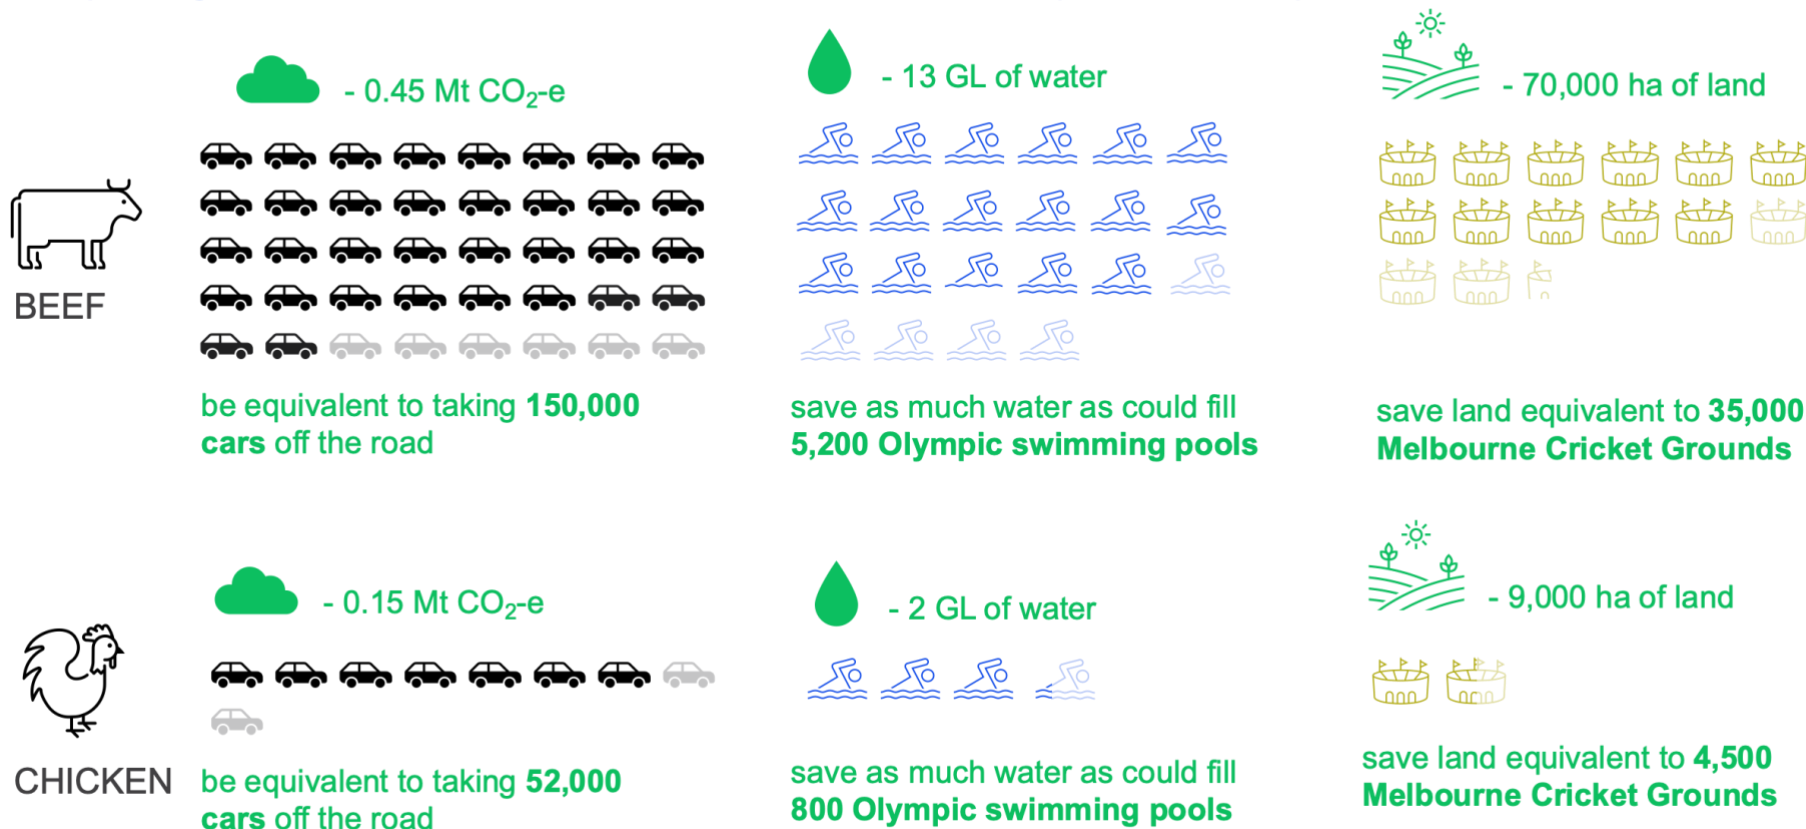 - 0.45 Mt CO₂-e
- 13 GL of water
- 70,000 ha of land
BEEF
be equivalent to taking 150,000
cars off the road
save as much water as could fill
5,200 Olympic swimming pools
save land equivalent to 35,000
Melbourne Cricket Grounds
- 0.15 Mt CO₂-e
- 2 GL of water
- 9,000 ha of land
CHICKEN
be equivalent to taking 52,000
cars off the road
save as much water as could fill
800 Olympic swimming pools
save land equivalent to 4,500
Melbourne Cricket Grounds